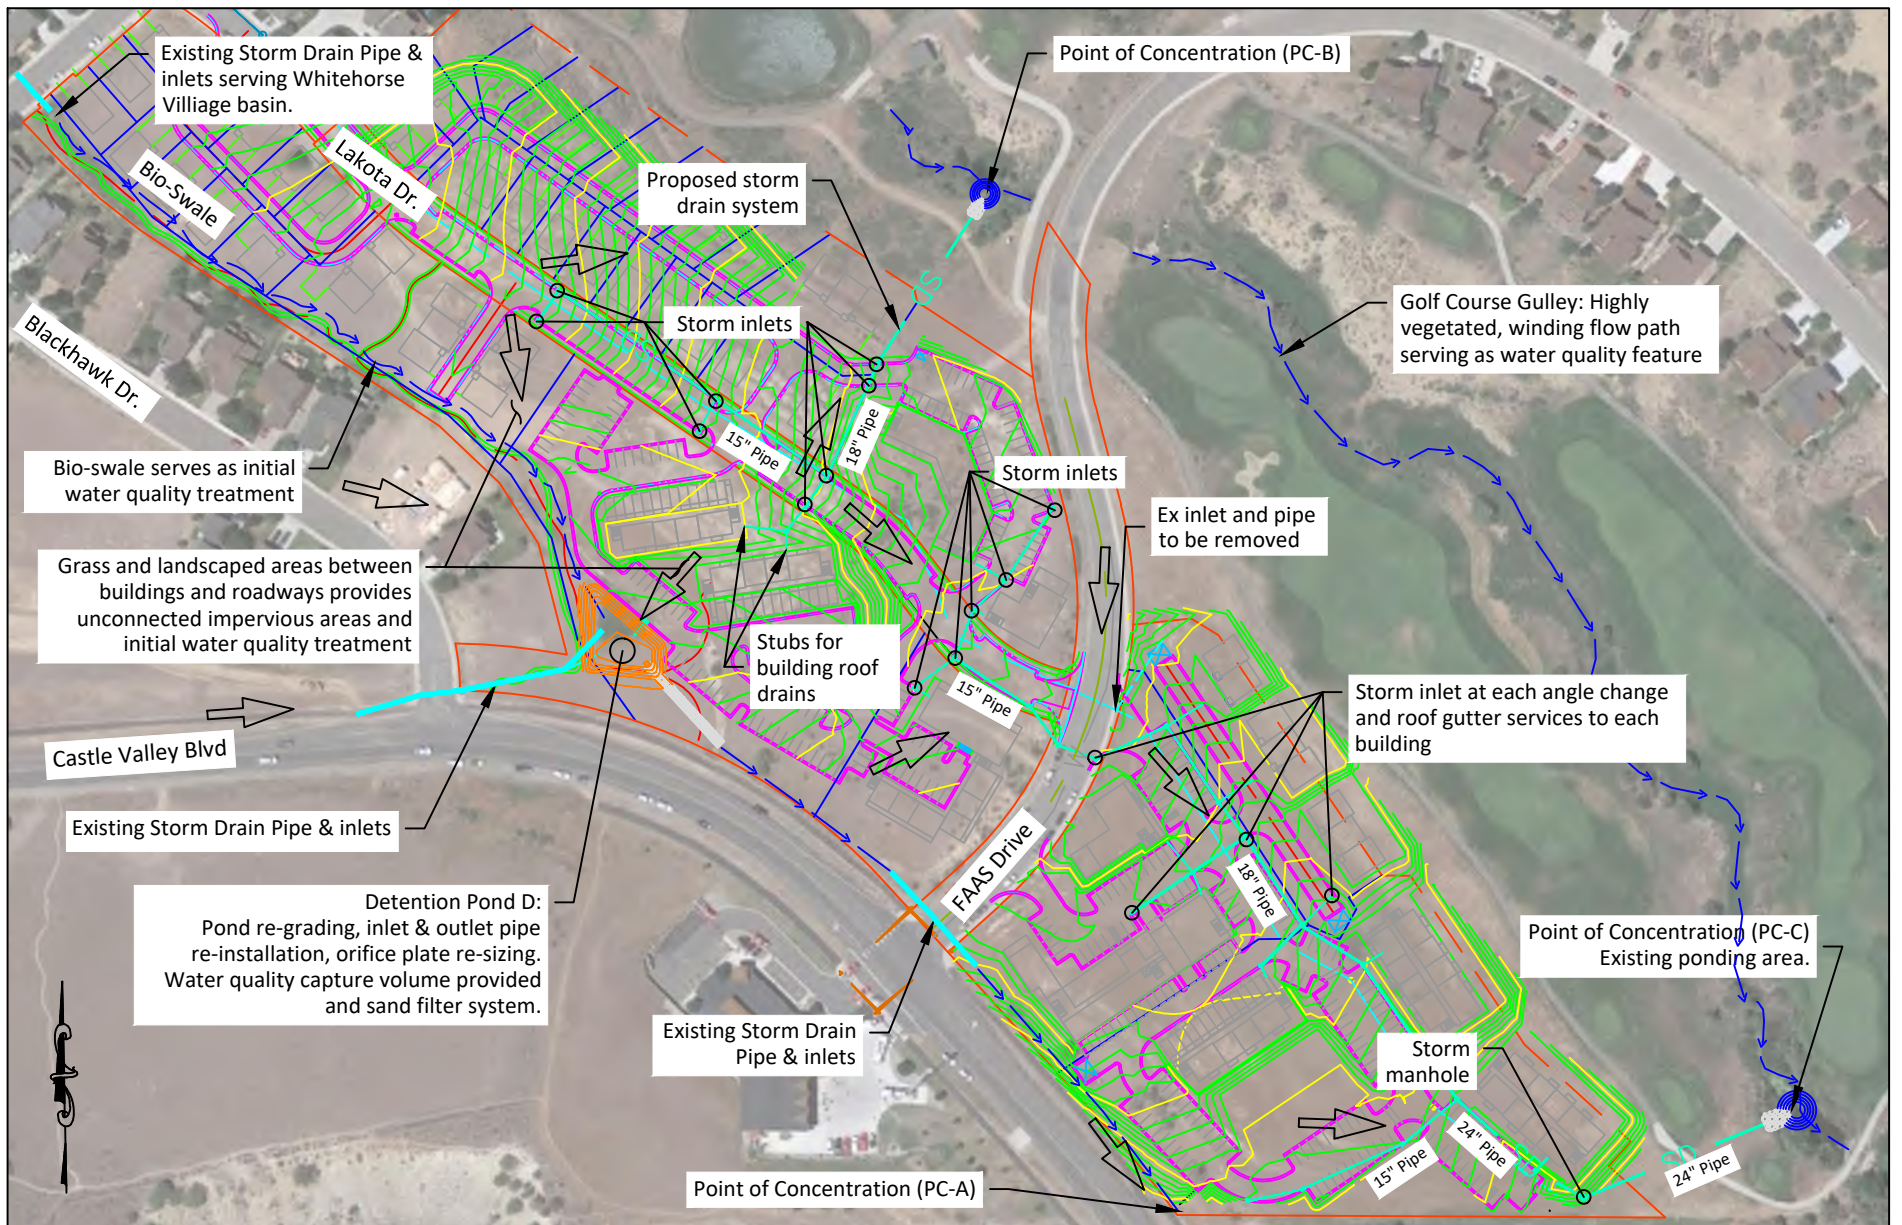 Existing Storm Drain Pipe &
inlets serving Whitehorse
Villiage basin.
Point of Concentration (PC-B)
Lakota Dr.
Bio-Swale
Proposed storm
drain system
SD
Golf Course Gulley: Highly
vegetated, winding flow path
serving as water quality feature
Storm inlets
Blackhawk Dr.
15" Pipe
18" Pipe
Bio-swale serves as initial
water quality treatment
Storm inlets
Ex inlet and pipe
to be removed
Grass and landscaped areas between
buildings and roadways provides
unconnected impervious areas and
initial water quality treatment
Stubs for
building roof
drains
15" Pipe
Storm inlet at each angle change
and roof gutter services to each
building
Castle Valley Blvd
Existing Storm Drain Pipe & inlets
FAAS Drive
18" Pipe
Detention Pond D:
Pond re-grading, inlet & outlet pipe
re-installation, orifice plate re-sizing.
Water quality capture volume provided
and sand filter system.
Point of Concentration (PC-C)
Existing ponding area.
Existing Storm Drain
Pipe & inlets
Storm
manhole
24" Pipe
15" Pipe
24" Pipe
Point of Concentration (PC-A)